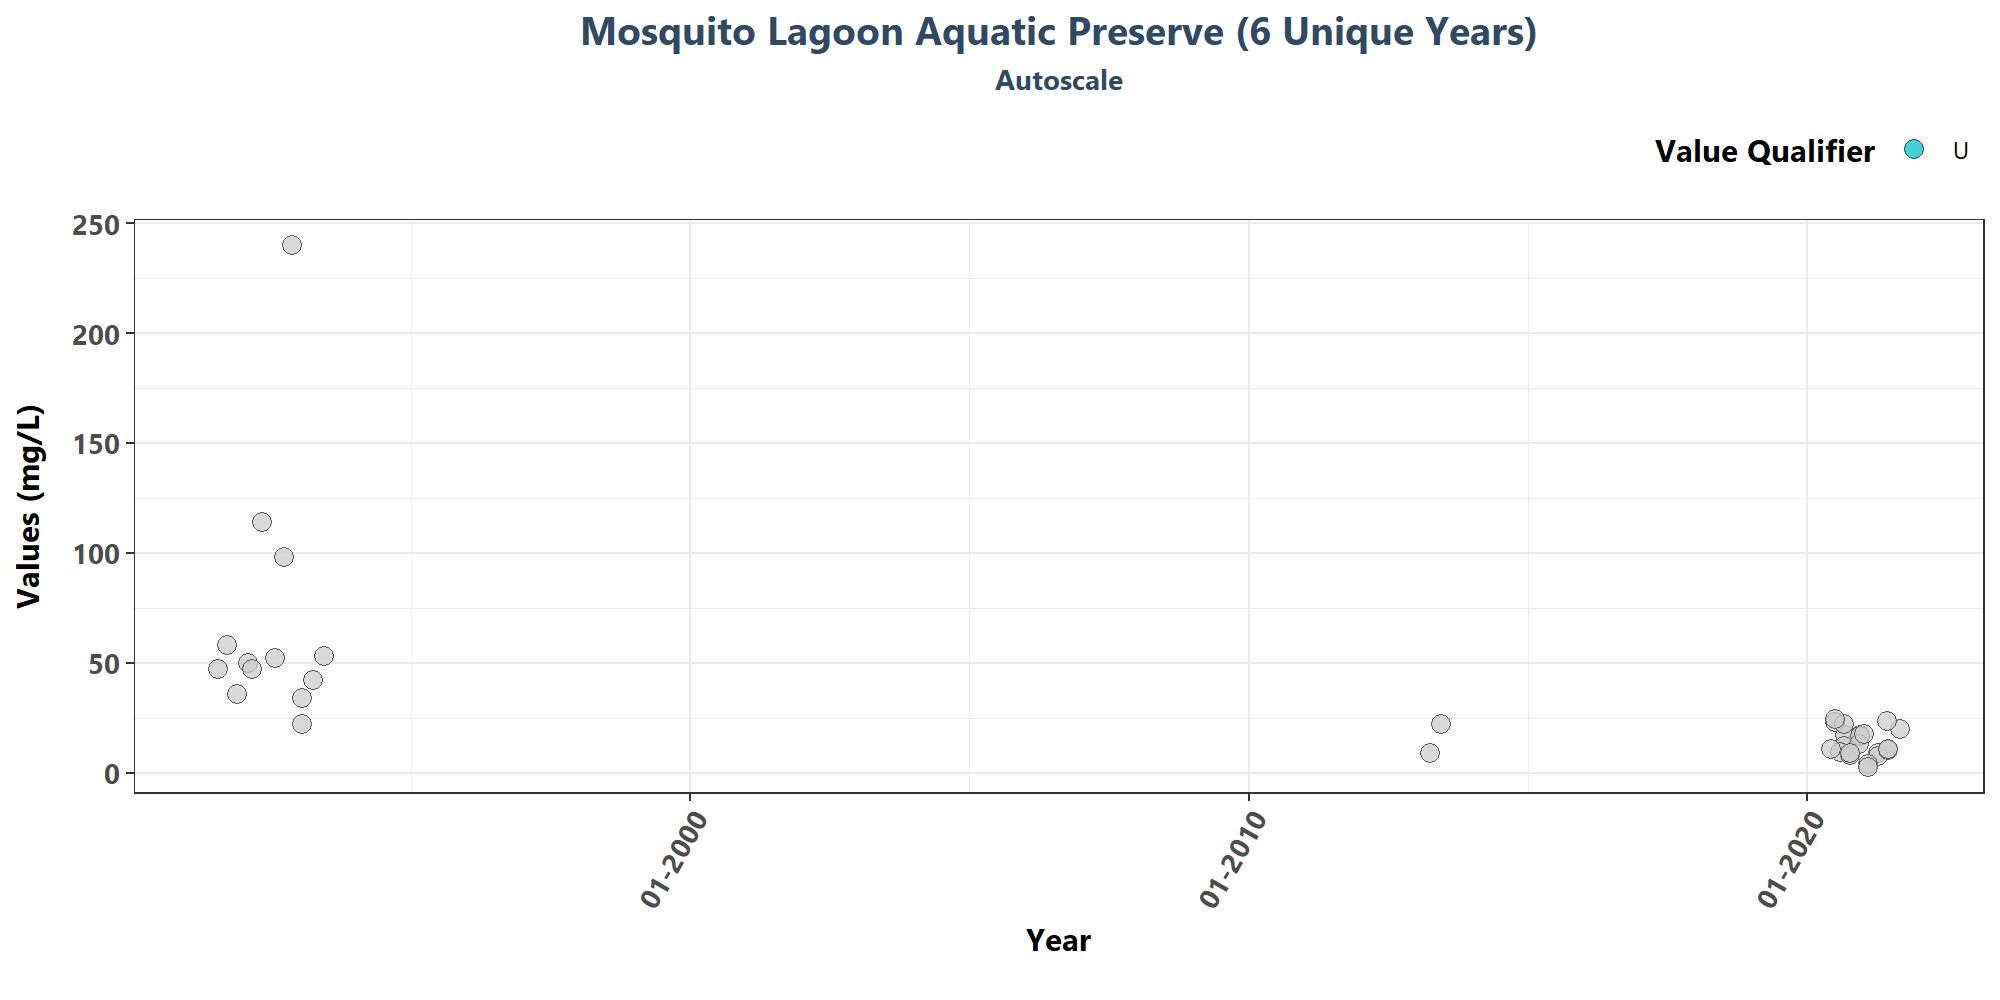 Mosquito Lagoon Aquatic Preserve (6 Unique Years)
Autoscale
Value Qualifier U
250
200
150
100
50
0
Values (mg/L)
01-2000
01-2010
01-2020
Year